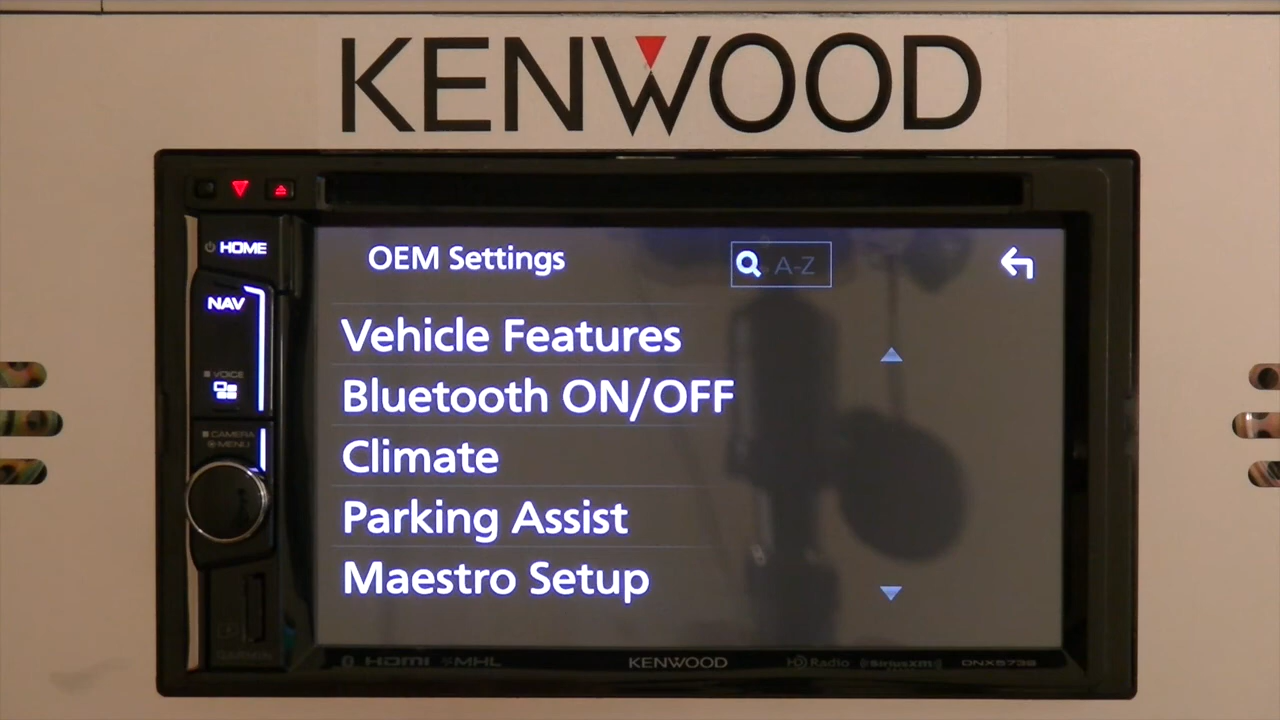 KENWOOD
HOME
OEM Settings
A-Z
NAV
Vehicle Features
VOICE
Bluetooth ON/OFF
CAMERA
MENU
Climate
Parking Assist
Maestro Setup
HDMI MHL KENWOOD HD Radio SiriusXM DNX573S